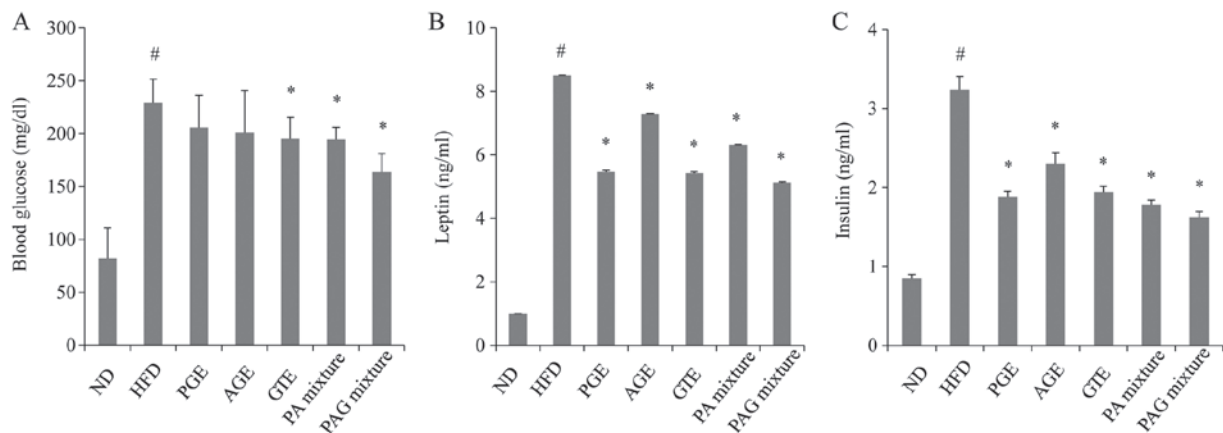 A
Blood glucose (mg/dl)
300
250
200
150
100
50
0
#
*
*
*
ND
HFD
PGE
AGE
GTE
PA mixture
PAG mixture
B
Leptin (ng/ml)
10
8
6
4
2
0
#
*
*
*
*
*
ND
HFD
PGE
AGE
GTE
PA mixture
PAG mixture
C
Insulin (ng/ml)
4
3
2
1
0
#
*
*
*
*
*
ND
HFD
PGE
AGE
GTE
PA mixture
PAG mixture